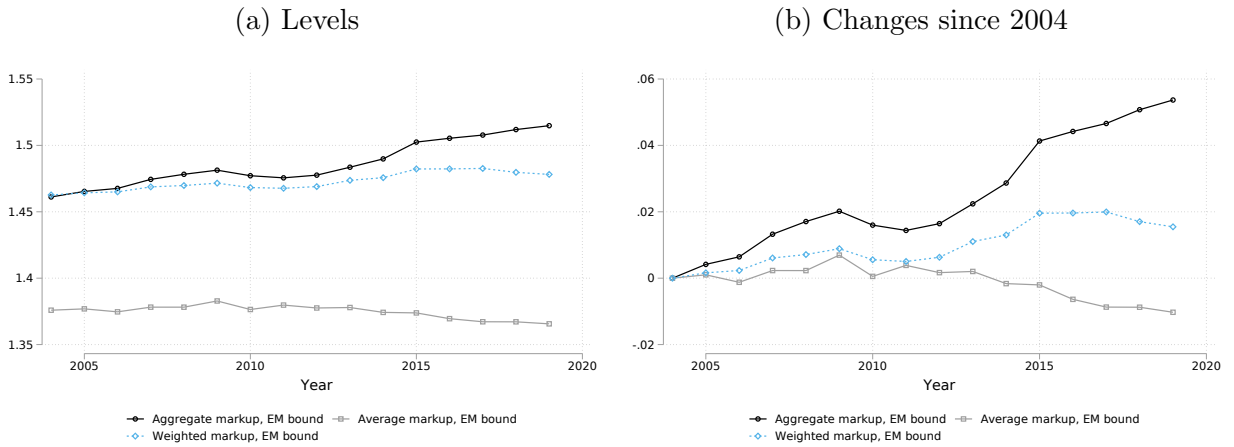 (a) Levels
1.55
1.5
1.45
1.4
1.35
2005
2010
2015
2020
Year
Aggregate markup, EM bound
Average markup, EM bound
Weighted markup, EM bound
(b) Changes since 2004
.06
.04
.02
0
-.02
2005
2010
2015
2020
Year
Aggregate markup, EM bound
Average markup, EM bound
Weighted markup, EM bound